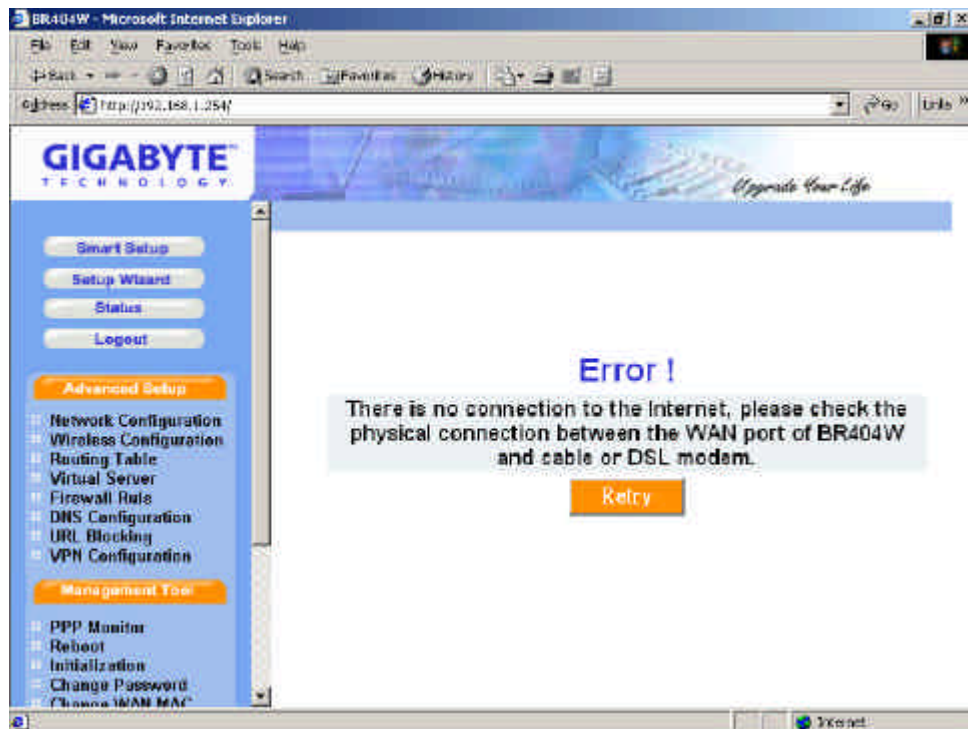 BR404W - Microsoft Internet Explorer
File Edit View Favorites Tools Help
Back Search Favorites History
Address http://192.168.1.254/ Go Links »
GIGABYTE™
TECHNOLOGY
Upgrade Your Life
Smart Setup
Setup Wizard
Status
Logout
Advanced Setup
Network Configuration
Wireless Configuration
Routing Table
Virtual Server
Firewall Rule
DNS Configuration
URL Blocking
VPN Configuration
Management Tool
PPP Monitor
Reboot
Initialization
Change Password
Change WAN MAC
Error !
There is no connection to the Internet, please check the
physical connection between the WAN port of BR404W
and cable or DSL modem.
Retry
Internet